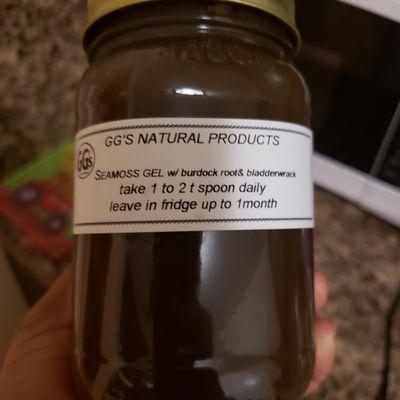 GG'S NATURAL PRODUCTS
GG's
SEAMOSS GEL w/ burdock root& bladderwrack
take 1 to 2 t spoon daily
leave in fridge up to 1month